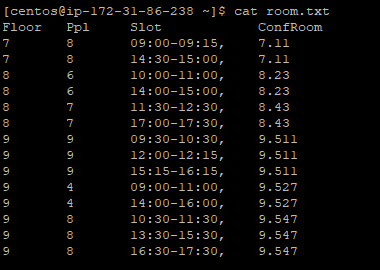 [centos@ip-172-31-86-238 ~]$ cat room.txt
Floor Ppl Slot ConfRoom
7 8 09:00-09:15, 7.11
7 8 14:30-15:00, 7.11
8 6 10:00-11:00, 8.23
8 6 14:00-15:00, 8.23
8 7 11:30-12:30, 8.43
8 7 17:00-17:30, 8.43
9 9 09:30-10:30, 9.511
9 9 12:00-12:15, 9.511
9 9 15:15-16:15, 9.511
9 4 09:00-11:00, 9.527
9 4 14:00-16:00, 9.527
9 8 10:30-11:30, 9.547
9 8 13:30-15:30, 9.547
9 8 16:30-17:30, 9.547